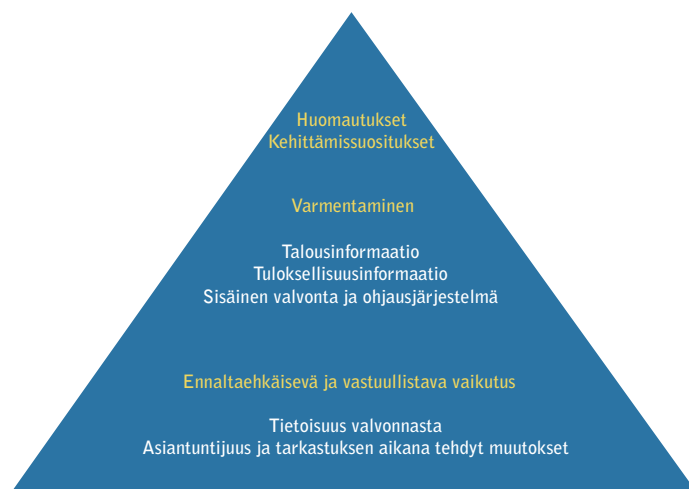 Huomautukset
Kehittämissuositukset
Varmentaminen
Talousinformaatio
Tuloksellisuusinformaatio
Sisäinen valvonta ja ohjausjärjestelmä
Ennaltaehkäisevä ja vastuullistava vaikutus
Tietoisuus valvonnasta
Asiantuntijuus ja tarkastuksen aikana tehdyt muutokset